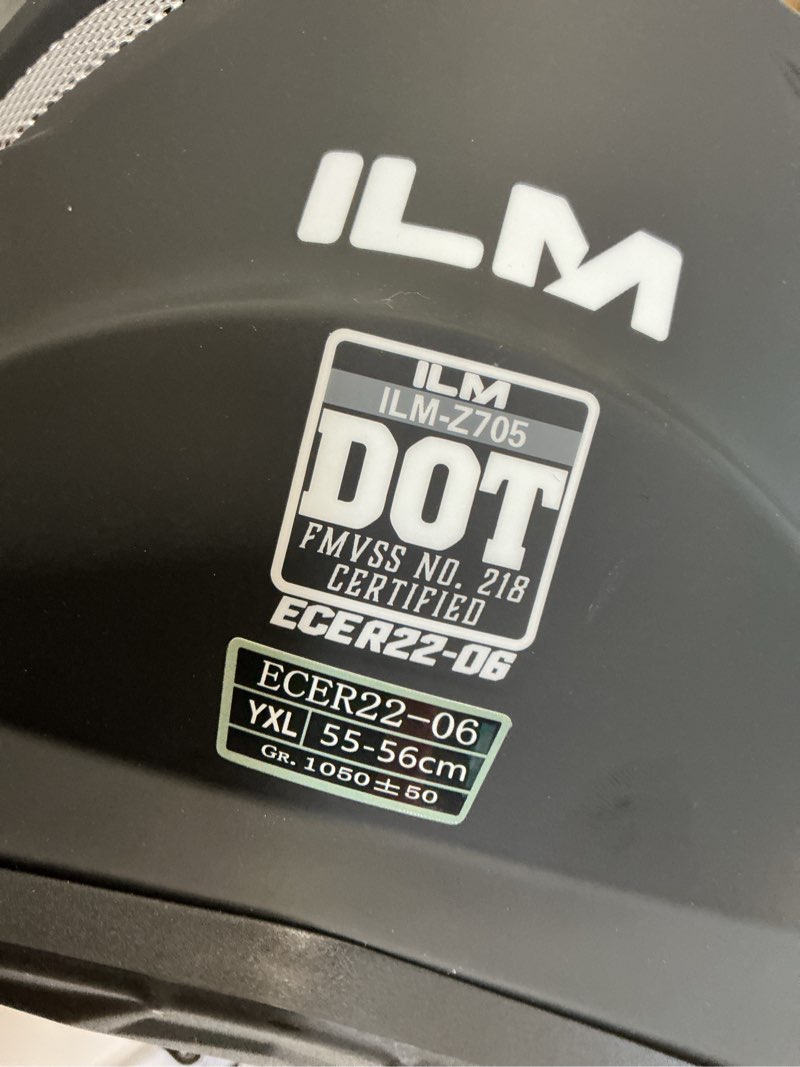 ILM
ILM
ILM-Z705
DOT
FMVSS NO. 218
CERTIFIED
ECER22-06
ECER22-06
YXL 55-56cm
GR. 1050±50